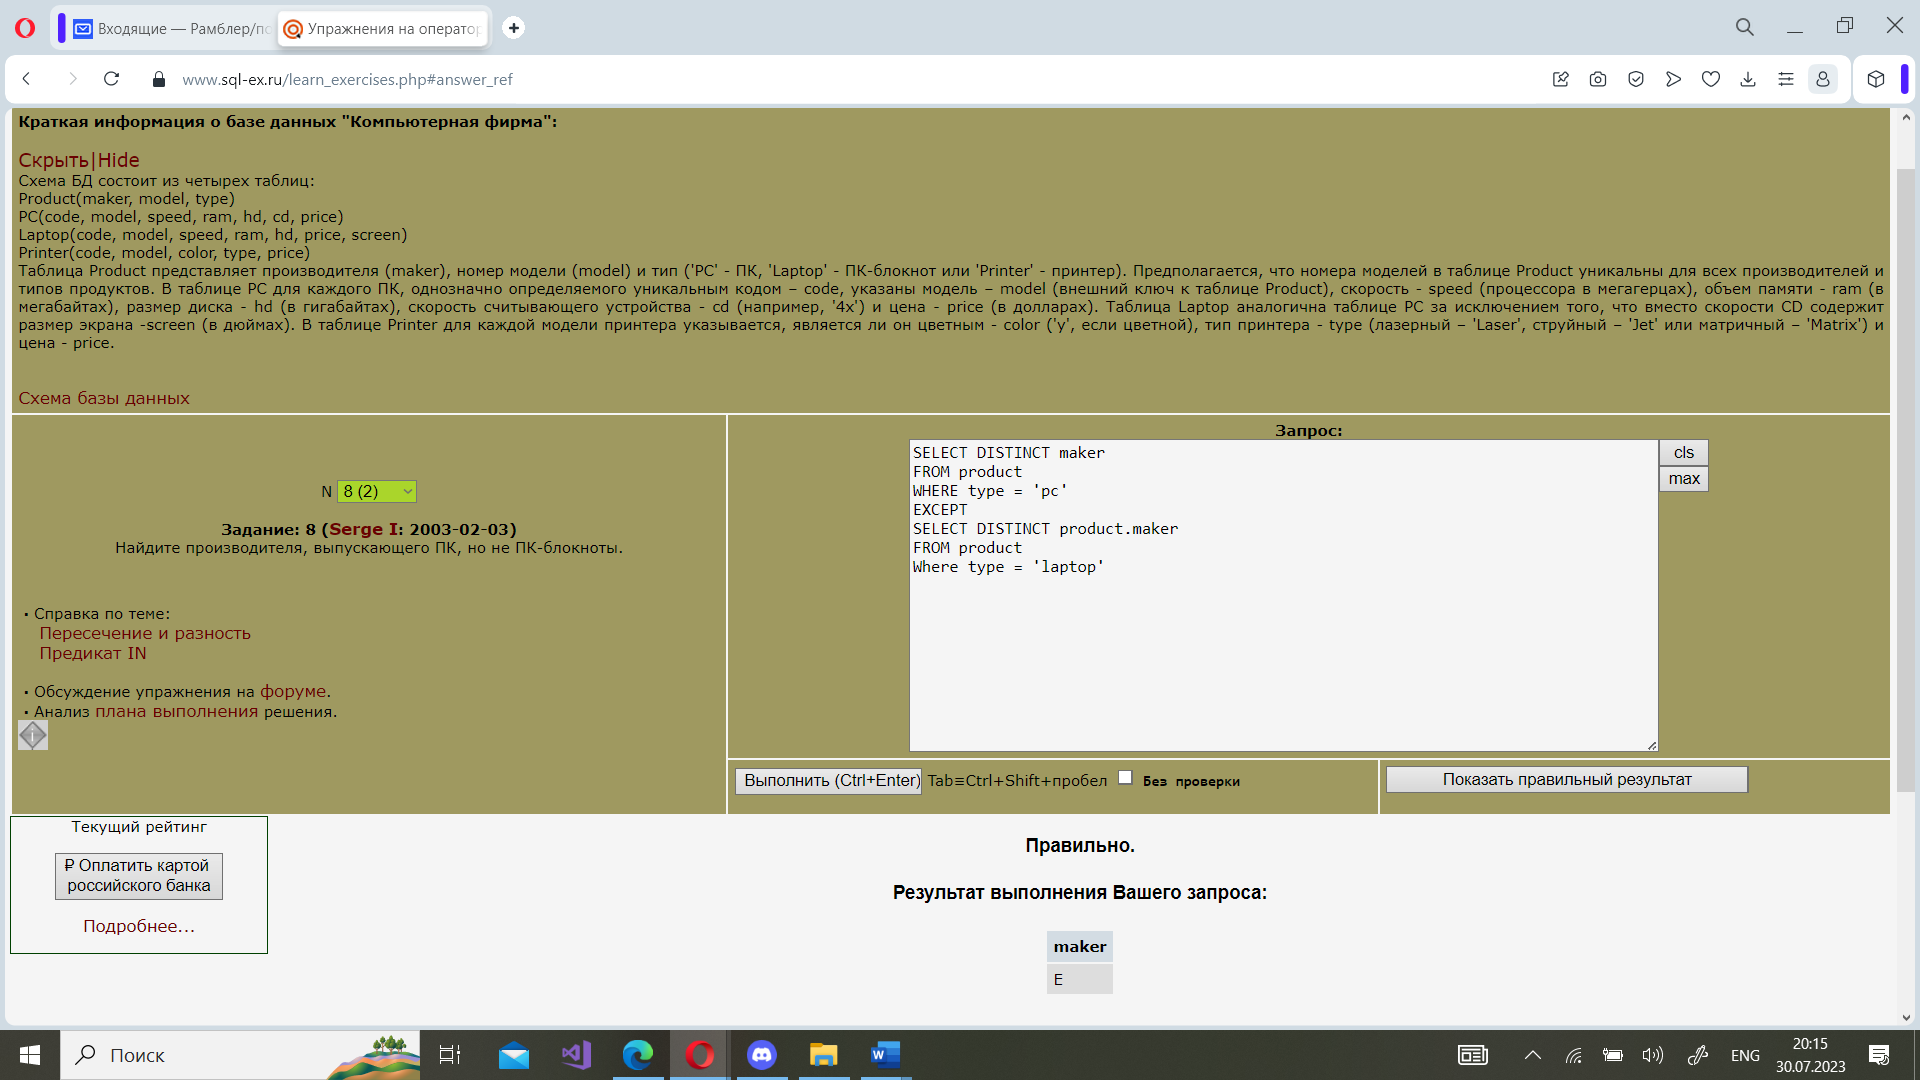 Входящие — Рамблер/по
Упражнения на оператор
www.sql-ex.ru/learn_exercises.php#answer_ref
Краткая информация о базе данных "Компьютерная фирма":
Скрыть|Hide
Схема БД состоит из четырех таблиц:
Product(maker, model, type)
PC(code, model, speed, ram, hd, cd, price)
Laptop(code, model, speed, ram, hd, price, screen)
Printer(code, model, color, type, price)
Таблица Product представляет производителя (maker), номер модели (model) и тип ('PC' - ПК, 'Laptop' - ПК-блокнот или 'Printer' - принтер). Предполагается, что номера моделей в таблице Product уникальны для всех производителей и
типов продуктов. В таблице PC для каждого ПК, однозначно определяемого уникальным кодом – code, указаны модель – model (внешний ключ к таблице Product), скорость - speed (процессора в мегагерцах), объем памяти - ram (в
мегабайтах), размер диска - hd (в гигабайтах), скорость считывающего устройства - cd (например, '4x') и цена - price (в долларах). Таблица Laptop аналогична таблице PC за исключением того, что вместо скорости CD содержит
размер экрана -screen (в дюймах). В таблице Printer для каждой модели принтера указывается, является ли он цветным - color ('y', если цветной), тип принтера - type (лазерный – 'Laser', струйный – 'Jet' или матричный – 'Matrix') и
цена - price.
Схема базы данных
N 8 (2)
Задание: 8 (Serge I: 2003-02-03)
Найдите производителя, выпускающего ПК, но не ПК-блокноты.
· Справка по теме:
Пересечение и разность
Предикат IN
· Обсуждение упражнения на форуме.
· Анализ плана выполнения решения.
Запрос:
SELECT DISTINCT maker
FROM product
WHERE type = 'pc'
EXCEPT
SELECT DISTINCT product.maker
FROM product
Where type = 'laptop'
cls
max
Выполнить (Ctrl+Enter) Tab≡Ctrl+Shift+пробел Без проверки
Показать правильный результат
Текущий рейтинг
₽ Оплатить картой
российского банка
Подробнее...
Правильно.
Результат выполнения Вашего запроса:
maker
E
Поиск
ENG
20:15
30.07.2023